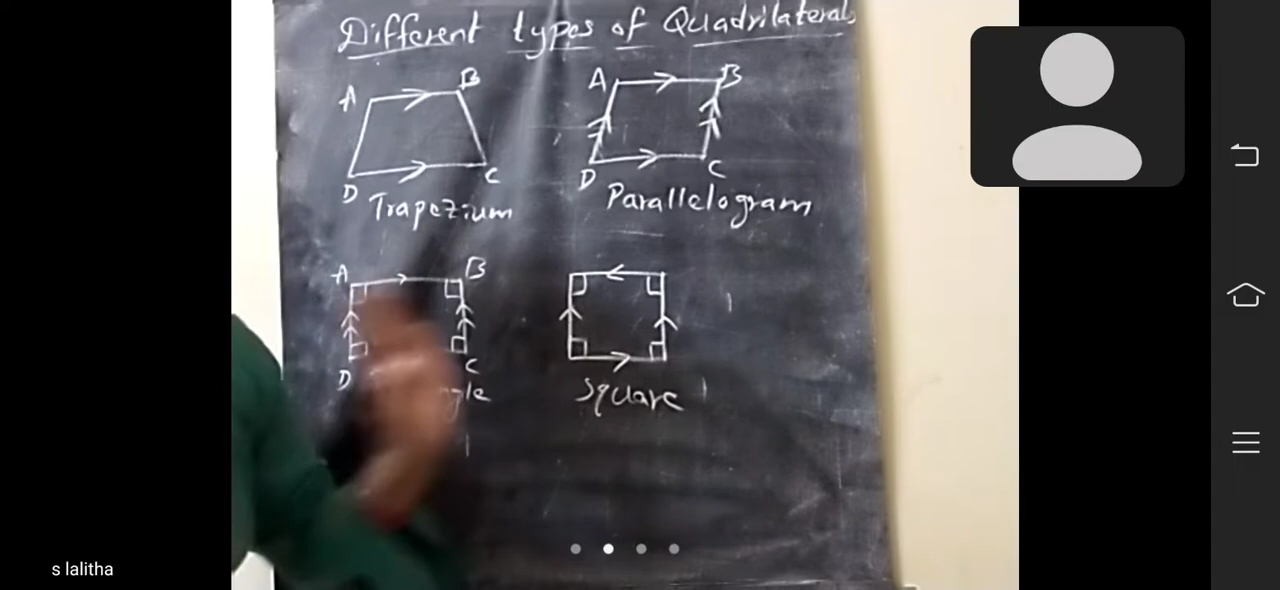 Different types of Quadrilaterals
A B
D C
Trapezium
A B
D C
Parallelogram
A B
D C
Square
s lalitha